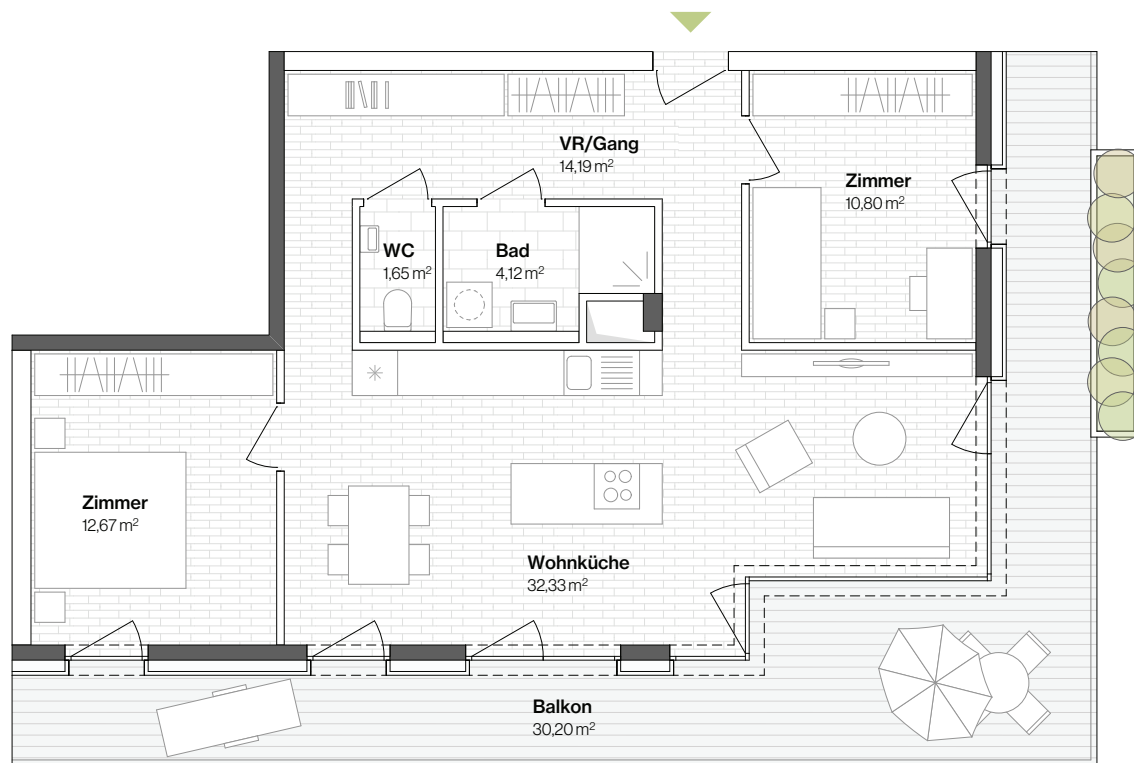 VR/Gang
14,19 m²
Zimmer
10,80 m²
WC
1,65 m²
Bad
4,12 m²
Zimmer
12,67 m²
Wohnküche
32,33 m²
Balkon
30,20 m²